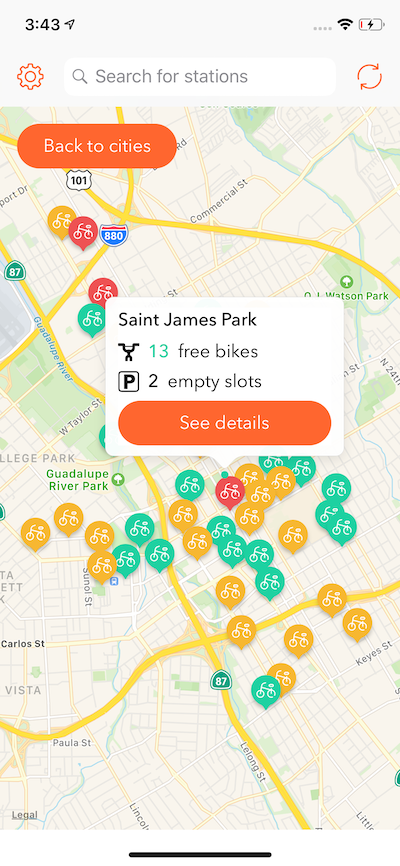 3:43
Search for stations
Back to cities
101
Commercial St
880
87
O. J. Watson Park
Saint James Park
13 free bikes
P 2 empty slots
See details
Guadalupe River
W Taylor St
N 24th
LLEGE PARK
Guadalupe
River Park
Sunol St
Carlos St
Keyes St
VISTA
87
Paula St
Lelong St
Legal
Lincoln
Little